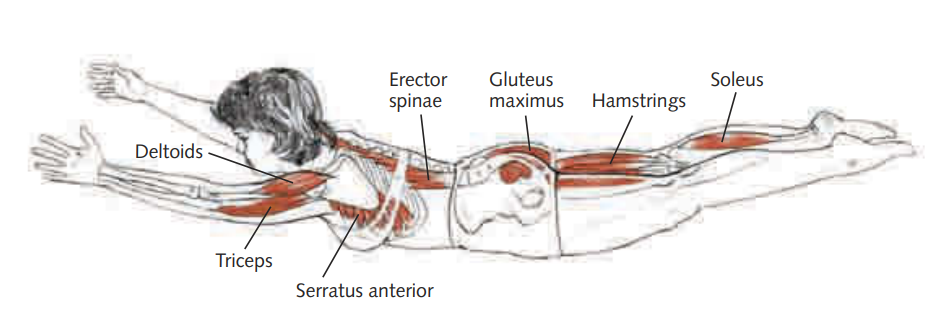 Erector
spinae
Gluteus
maximus
Hamstrings
Soleus
Deltoids
Triceps
Serratus anterior